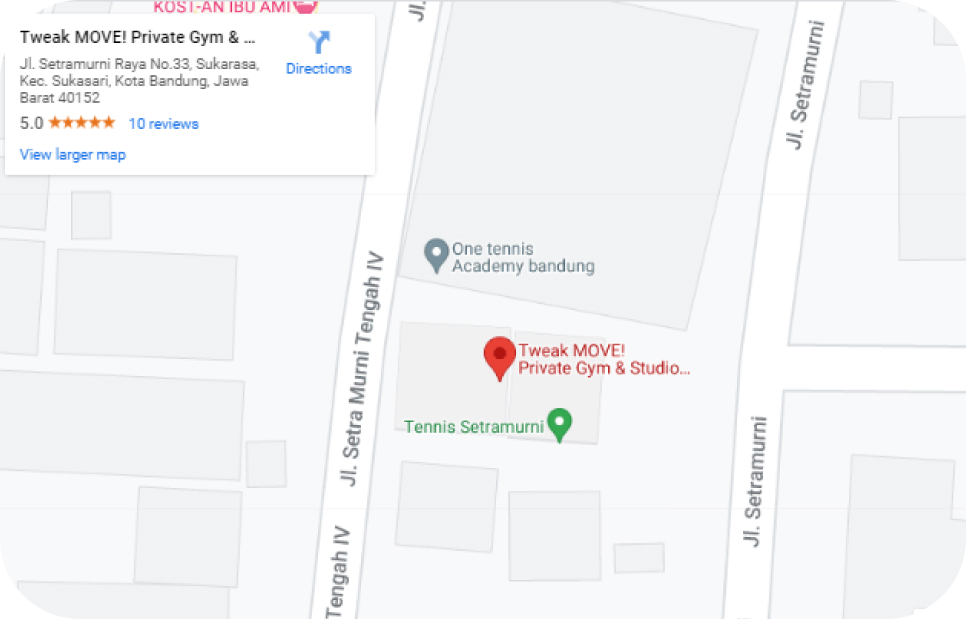 KOST-AN IBU AMI
Jl.
Tweak MOVE! Private Gym & ...
Jl. Setramurni Raya No.33, Sukarasa,
Kec. Sukasari, Kota Bandung, Jawa
Barat 40152
Directions
5.0 ★★★★★ 10 reviews
View larger map
Jl. Setramurni
One tennis
Academy bandung
Jl. Setra Murni Tengah IV
Tweak MOVE!
Private Gym & Studio...
Tennis Setramurni
Jl. Setramurni
Tengah IV